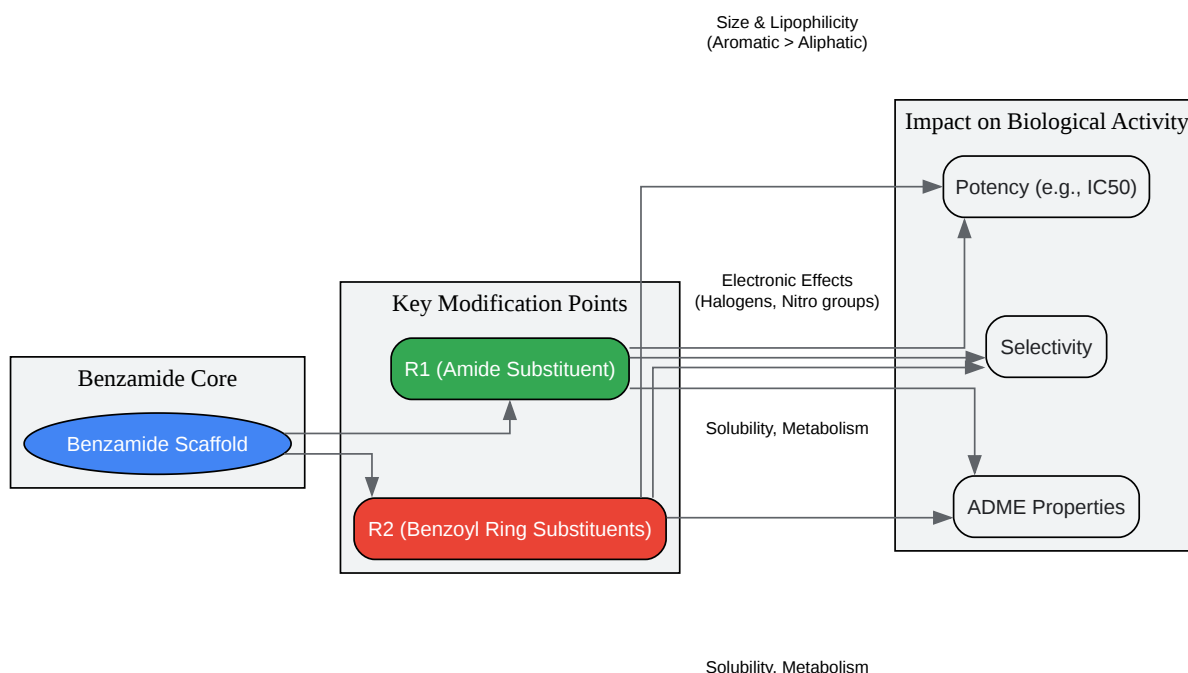 Size & Lipophilicity
(Aromatic > Aliphatic)
Impact on Biological Activity
Potency (e.g., IC50)
Electronic Effects
(Halogens, Nitro groups)
Key Modification Points
Selectivity
R1 (Amide Substituent)
Benzamide Core
Benzamide Scaffold
Solubility, Metabolism
ADME Properties
R2 (Benzoyl Ring Substituents)
Solubility, Metabolism